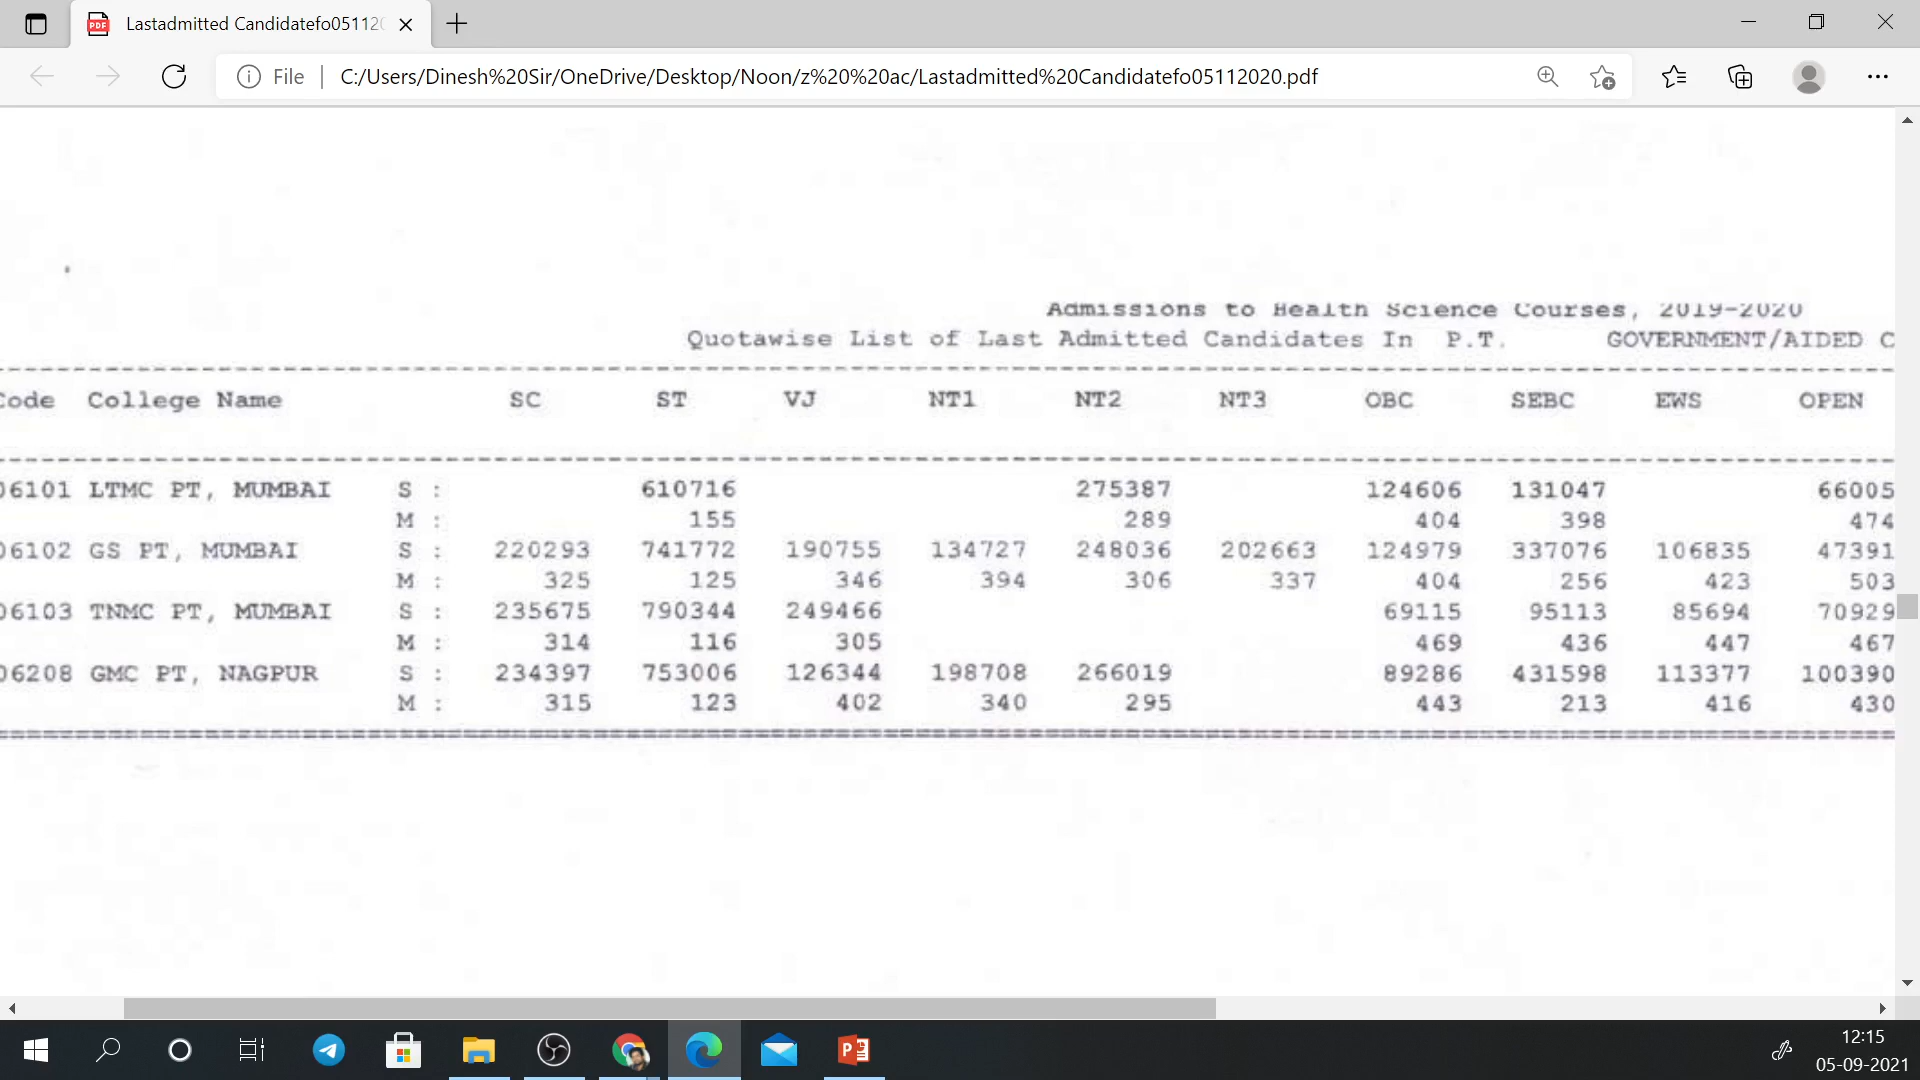 Lastadmitted Candidatefo05112
File
C:/Users/Dinesh%20Sir/OneDrive/Desktop/Noon/z%20%20ac/Lastadmitted%20Candidatefo05112020.pdf
Admissions to Health Science Courses, 2019-2020
Quotawise List of Last Admitted Candidates In P.T. GOVERNMENT/AIDED C
Code College Name SC ST VJ NT1 NT2 NT3 OBC SEBC EWS OPEN
06101 LTMC PT, MUMBAI S : 610716 275387 124606 131047 66005
M : 155 289 404 398 474
06102 GS PT, MUMBAI S : 220293 741772 190755 134727 248036 202663 124979 337076 106835 47391
M : 325 125 346 394 306 337 404 256 423 503
06103 TNMC PT, MUMBAI S : 235675 790344 249466 69115 95113 85694 70929
M : 314 116 305 469 436 447 467
06208 GMC PT, NAGPUR S : 234397 753006 126344 198708 266019 89286 431598 113377 100390
M : 315 123 402 340 295 443 213 416 430
12:15
05-09-2021